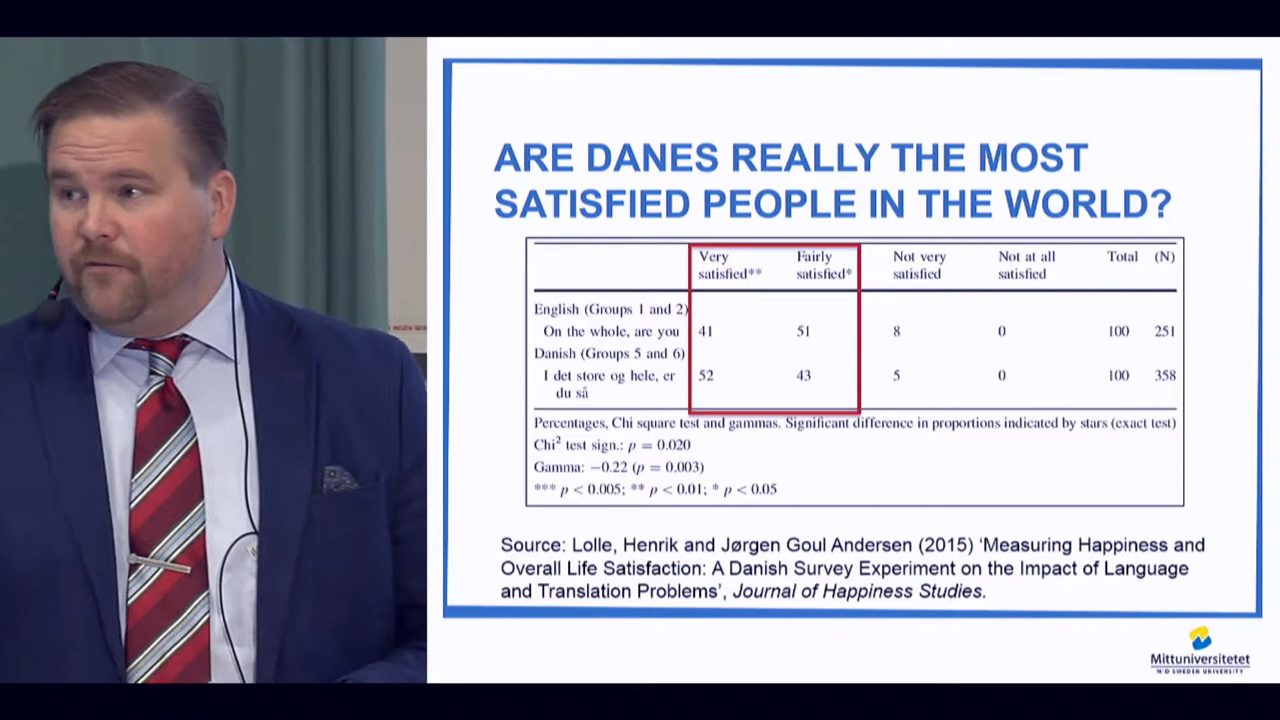 ARE DANES REALLY THE MOST
SATISFIED PEOPLE IN THE WORLD?
Very satisfied** Fairly satisfied* Not very satisfied Not at all satisfied Total (N)
English (Groups 1 and 2)
On the whole, are you 41 51 8 0 100 251
Danish (Groups 5 and 6)
I det store og hele, er 52 43 5 0 100 358
du så
Percentages, Chi square test and gammas. Significant difference in proportions indicated by stars (exact test)
Chi² test sign.: p = 0.020
Gamma: −0.22 (p = 0.003)
*** p < 0.005; ** p < 0.01; * p < 0.05
Source: Lolle, Henrik and Jørgen Goul Andersen (2015) ‘Measuring Happiness and
Overall Life Satisfaction: A Danish Survey Experiment on the Impact of Language
and Translation Problems’, Journal of Happiness Studies.
Mittuniversitetet
MID SWEDEN UNIVERSITY